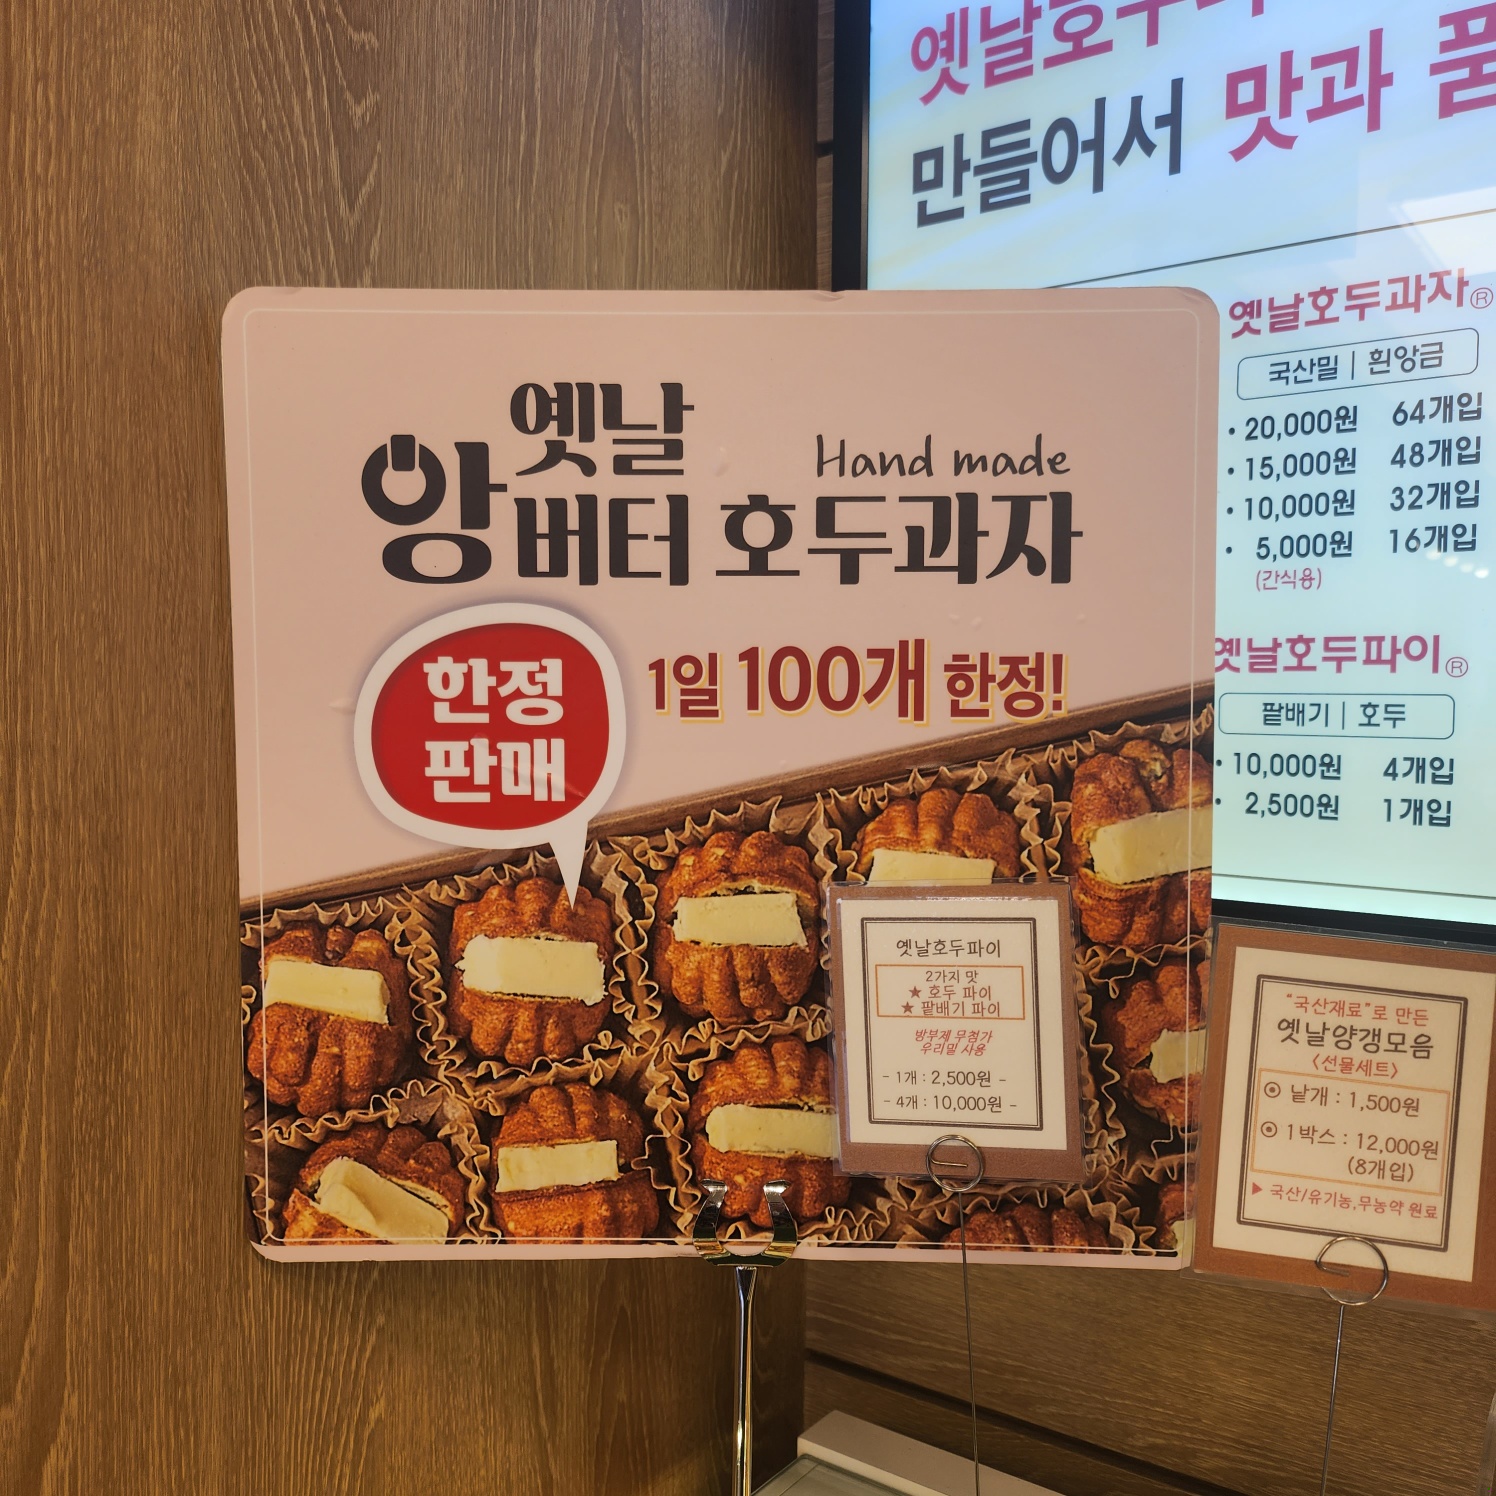 옛날
앙버터 호두과자
Hand made
한정
판매
1일 100개 한정!
만들어서 맛과
옛날호두과자®
국산밀 | 흰앙금
· 20,000원 64개입
· 15,000원 48개입
· 10,000원 32개입
· 5,000원 16개입
(간식용)
옛날호두파이®
팥배기 | 호두
· 10,000원 4개입
· 2,500원 1개입
옛날호두파이
2가지 맛
★ 호두 파이
★ 팥배기 파이
방부제 무첨가
우리밀 사용
- 1개 : 2,500원 -
- 4개 : 10,000원 -
"국산재료"로 만든
옛날양갱모음
<선물세트>
◉ 낱개 : 1,500원
◉ 1박스 : 12,000원
(8개입)
▶ 국산/유기농,무농약 원료